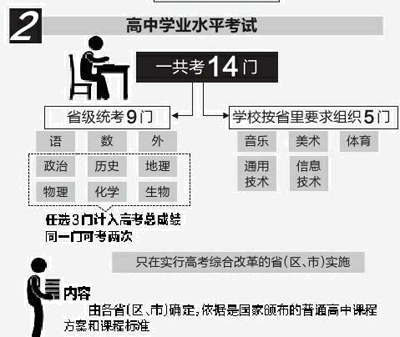 2 高中学业水平考试
一共考14门
省级统考9门 学校按省里要求组织5门
语 数 外 音乐 美术 体育
政治 历史 地理 通用技术 信息技术
物理 化学 生物
任选3门计入高考总成绩
同一门可考两次
只在实行高考综合改革的省(区、市)实施
内容
由各省(区、市)确定,依据是国家颁布的普通高中课程
方案和课程标准